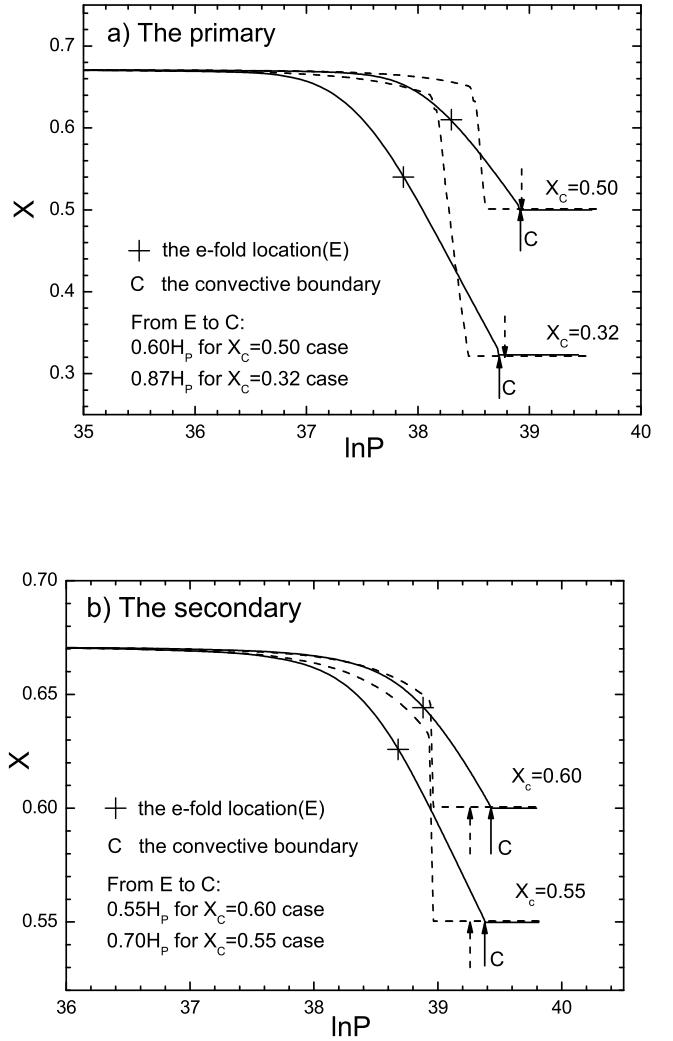 a) The primary
0.7
0.6
0.5
0.4
0.3
X
X_C=0.50
C
the e-fold location(E)
C the convective boundary
X_C=0.32
From E to C:
0.60H_P for X_C=0.50 case
0.87H_P for X_C=0.32 case
C
35 36 37 38 39 40
lnP
0.70
0.65
0.60
0.55
b) The secondary
X
X_c=0.60
the e-fold location(E)
C the convective boundary
C
From E to C:
0.55H_P for X_C=0.60 case
0.70H_P for X_C=0.55 case
X_c=0.55
C
36 37 38 39 40
lnP